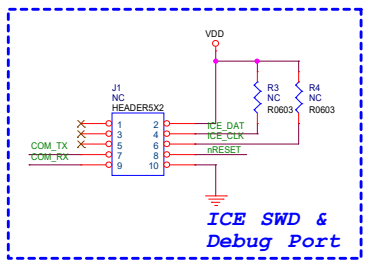 VDD
J1
NC
HEADER5X2
R3
NC
R0603
R4
NC
R0603
1 2
3 4
5 6
7 8
9 10
ICE_DAT
ICE_CLK
nRESET
COM_TX
COM_RX
ICE SWD &
Debug Port